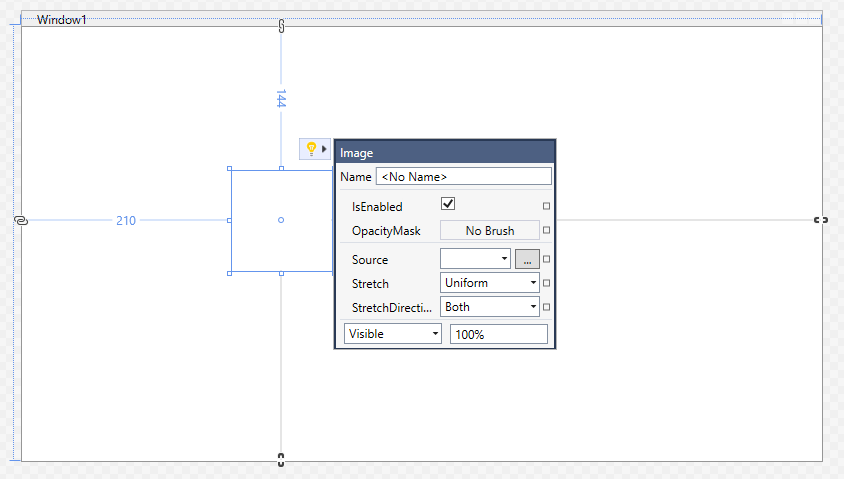 Window1
144
Image
Name <No Name>
IsEnabled
OpacityMask No Brush
210
Source ...
Stretch Uniform
StretchDirecti... Both
Visible 100%